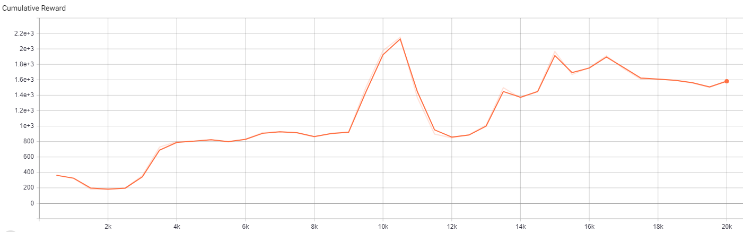 Cumulative Reward
2.2e+3
2e+3
1.8e+3
1.6e+3
1.4e+3
1.2e+3
1e+3
800
600
400
200
0
2k 4k 6k 8k 10k 12k 14k 16k 18k 20k